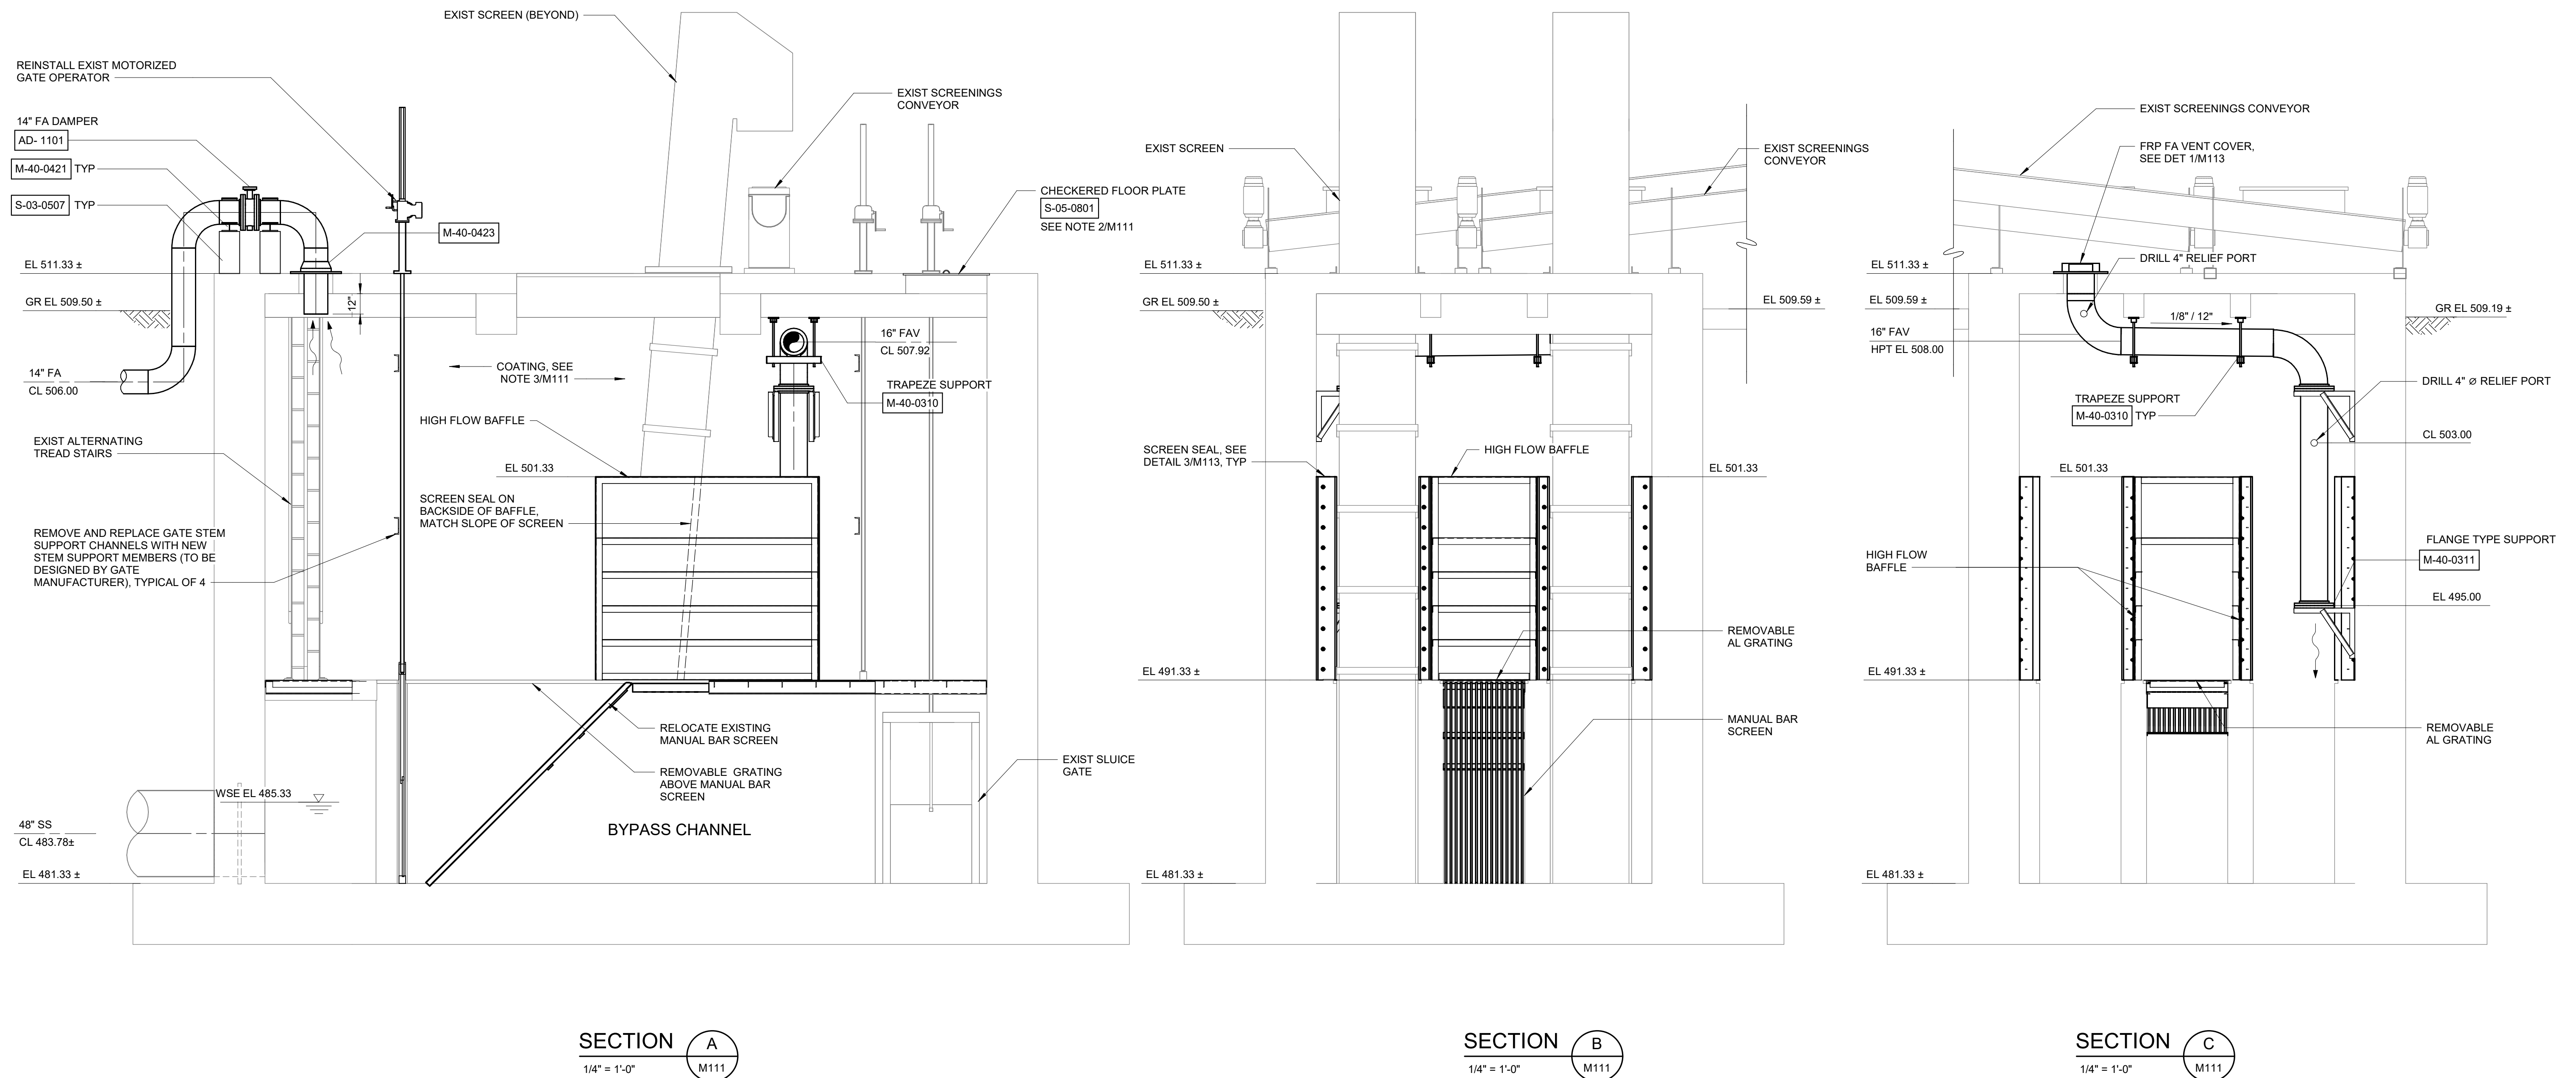 EXIST SCREEN (BEYOND)
REINSTALL EXIST MOTORIZED
GATE OPERATOR
EXIST SCREENINGS
CONVEYOR
14" FA DAMPER
AD- 1101
M-40-0421 TYP
S-03-0507 TYP
CHECKERED FLOOR PLATE
S-05-0801
SEE NOTE 2/M111
M-40-0423
EL 511.33 ±
GR EL 509.50 ±
12"
16" FAV
CL 507.92
COATING, SEE
NOTE 3/M111
14" FA
CL 506.00
TRAPEZE SUPPORT
M-40-0310
HIGH FLOW BAFFLE
EXIST ALTERNATING
TREAD STAIRS
EL 501.33
SCREEN SEAL ON
BACKSIDE OF BAFFLE,
MATCH SLOPE OF SCREEN
REMOVE AND REPLACE GATE STEM
SUPPORT CHANNELS WITH NEW
STEM SUPPORT MEMBERS (TO BE
DESIGNED BY GATE
MANUFACTURER), TYPICAL OF 4
RELOCATE EXISTING
MANUAL BAR SCREEN
REMOVABLE GRATING
ABOVE MANUAL BAR
SCREEN
EXIST SLUICE
GATE
WSE EL 485.33
BYPASS CHANNEL
48" SS
CL 483.78±
EL 481.33 ±
SECTION
A
M111
1/4" = 1'-0"
EXIST SCREEN
EXIST SCREENINGS
CONVEYOR
EL 511.33 ±
GR EL 509.50 ±
EL 509.59 ±
SCREEN SEAL, SEE
DETAIL 3/M113, TYP
HIGH FLOW BAFFLE
EL 501.33
REMOVABLE
AL GRATING
EL 491.33 ±
MANUAL BAR
SCREEN
EL 481.33 ±
SECTION
B
M111
1/4" = 1'-0"
EXIST SCREENINGS CONVEYOR
FRP FA VENT COVER,
SEE DET 1/M113
DRILL 4" RELIEF PORT
EL 511.33 ±
EL 509.59 ±
GR EL 509.19 ±
1/8" / 12"
16" FAV
HPT EL 508.00
DRILL 4" Ø RELIEF PORT
TRAPEZE SUPPORT
M-40-0310 TYP
CL 503.00
EL 501.33
FLANGE TYPE SUPPORT
M-40-0311
HIGH FLOW
BAFFLE
EL 495.00
EL 491.33 ±
REMOVABLE
AL GRATING
EL 481.33 ±
SECTION
C
M111
1/4" = 1'-0"